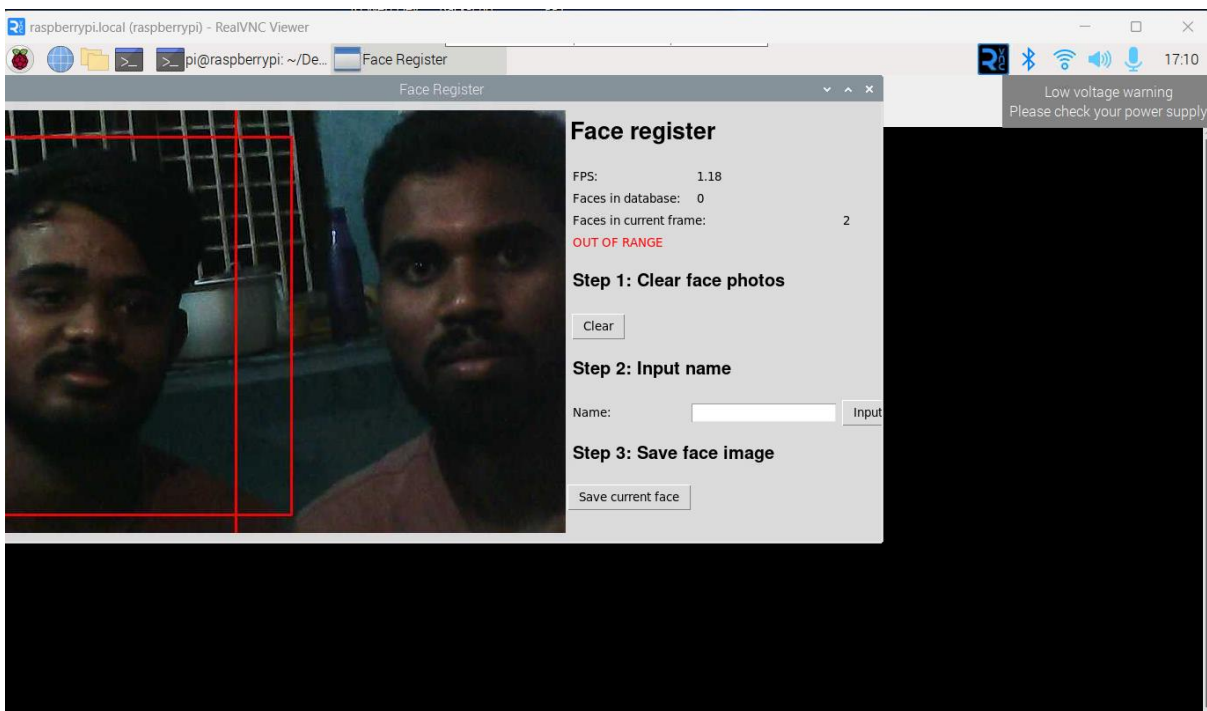 raspberrypi.local (raspberrypi) - RealVNC Viewer
pi@raspberrypi: ~/De... Face Register 17:10
Face Register
Low voltage warning
Please check your power supply
Face register
FPS: 1.18
Faces in database: 0
Faces in current frame: 2
OUT OF RANGE
Step 1: Clear face photos
Clear
Step 2: Input name
Name: Input
Step 3: Save face image
Save current face